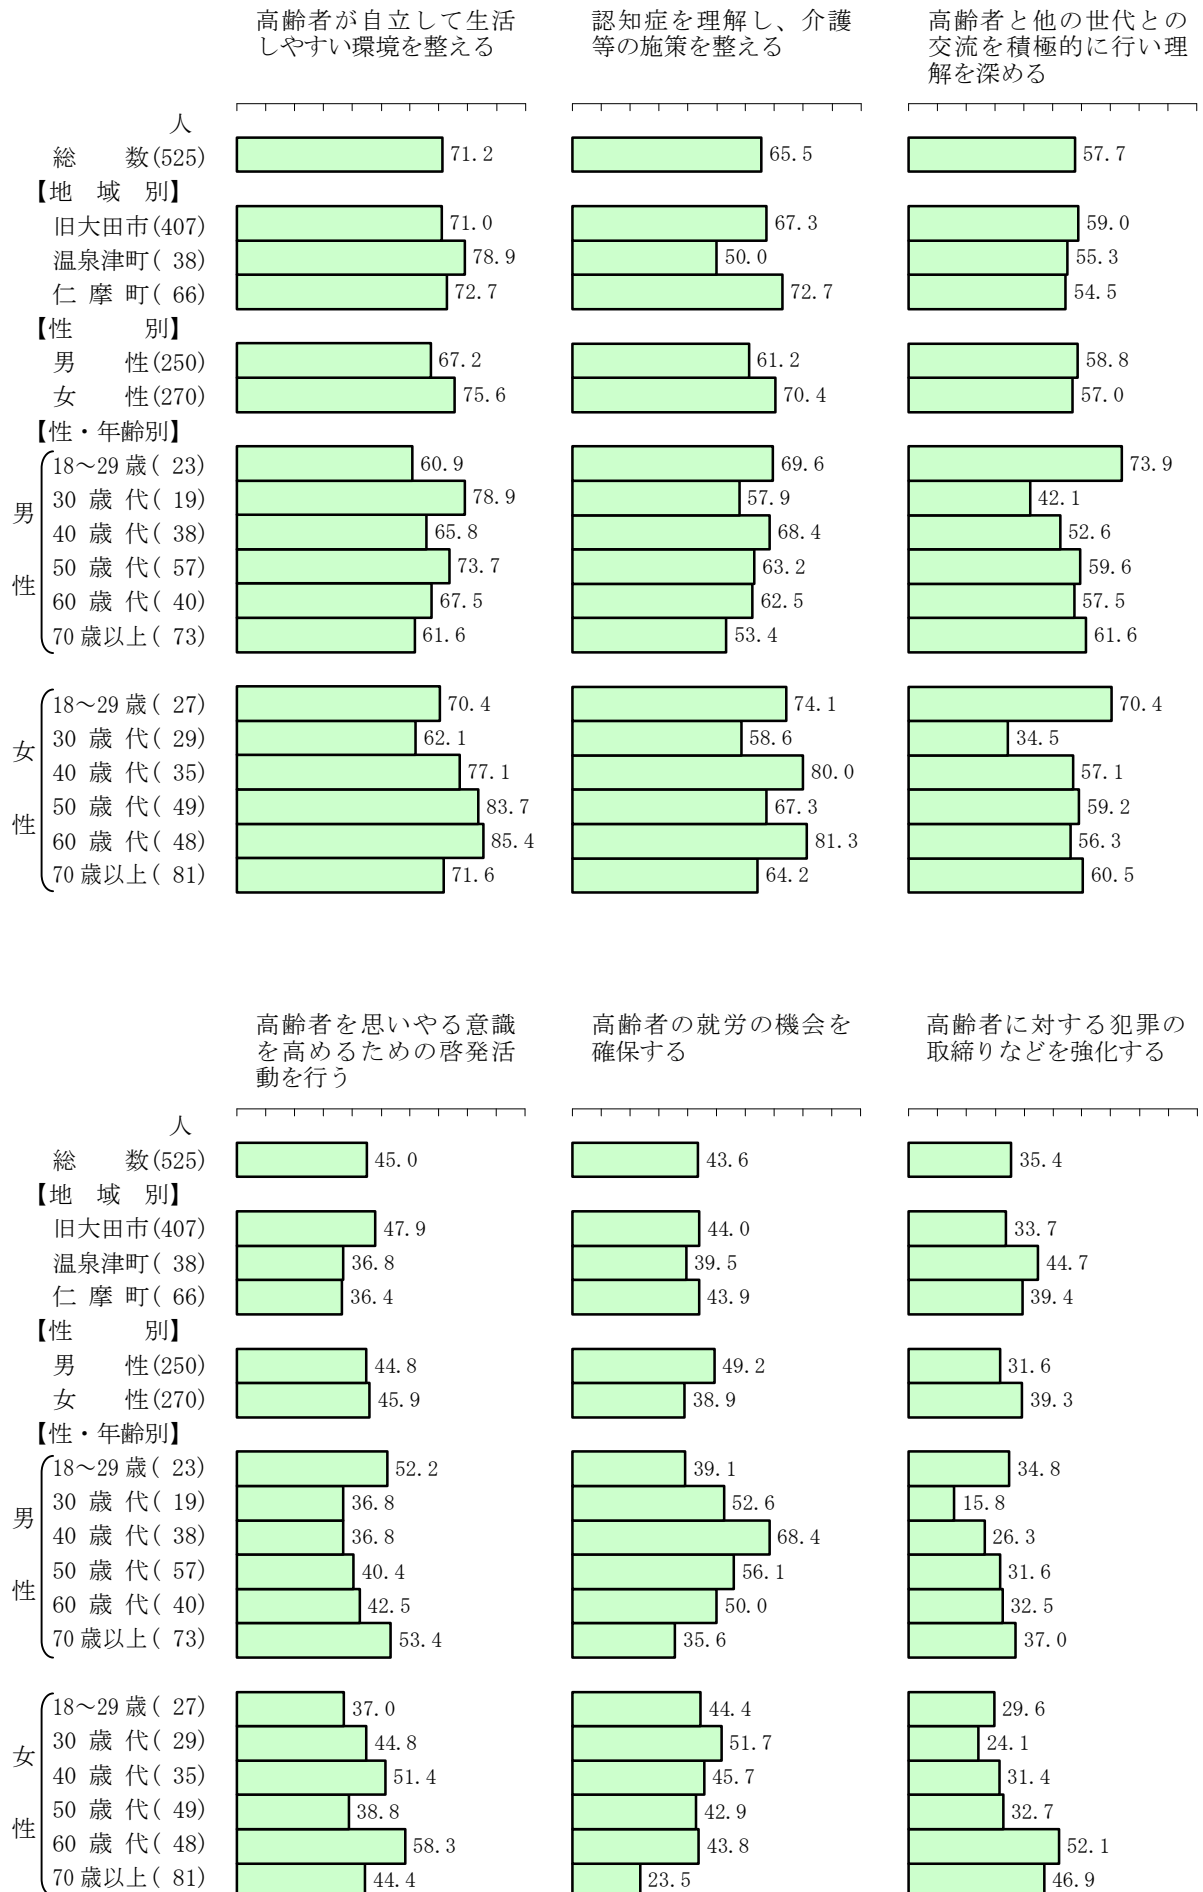 高齢者が自立して生活
しやすい環境を整える
認知症を理解し、介護
等の施策を整える
高齢者と他の世代との
交流を積極的に行い理
解を深める
人
総　数(525) 71.2 65.5 57.7
【地　域　別】
旧大田市(407) 71.0 67.3 59.0
温泉津町( 38) 78.9 50.0 55.3
仁 摩 町( 66) 72.7 72.7 54.5
【性　　別】
男　性(250) 67.2 61.2 58.8
女　性(270) 75.6 70.4 57.0
【性・年齢別】
男性
18～29歳( 23) 60.9 69.6 73.9
30 歳 代( 19) 78.9 57.9 42.1
40 歳 代( 38) 65.8 68.4 52.6
50 歳 代( 57) 73.7 63.2 59.6
60 歳 代( 40) 67.5 62.5 57.5
70歳以上( 73) 61.6 53.4 61.6
女性
18～29歳( 27) 70.4 74.1 70.4
30 歳 代( 29) 62.1 58.6 34.5
40 歳 代( 35) 77.1 80.0 57.1
50 歳 代( 49) 83.7 67.3 59.2
60 歳 代( 48) 85.4 81.3 56.3
70歳以上( 81) 71.6 64.2 60.5
高齢者を思いやる意識
を高めるための啓発活
動を行う
高齢者の就労の機会を
確保する
高齢者に対する犯罪の
取締りなどを強化する
人
総　数(525) 45.0 43.6 35.4
【地　域　別】
旧大田市(407) 47.9 44.0 33.7
温泉津町( 38) 36.8 39.5 44.7
仁 摩 町( 66) 36.4 43.9 39.4
【性　　別】
男　性(250) 44.8 49.2 31.6
女　性(270) 45.9 38.9 39.3
【性・年齢別】
男性
18～29歳( 23) 52.2 39.1 34.8
30 歳 代( 19) 36.8 52.6 15.8
40 歳 代( 38) 36.8 68.4 26.3
50 歳 代( 57) 40.4 56.1 31.6
60 歳 代( 40) 42.5 50.0 32.5
70歳以上( 73) 53.4 35.6 37.0
女性
18～29歳( 27) 37.0 44.4 29.6
30 歳 代( 29) 44.8 51.7 24.1
40 歳 代( 35) 51.4 45.7 31.4
50 歳 代( 49) 38.8 42.9 32.7
60 歳 代( 48) 58.3 43.8 52.1
70歳以上( 81) 44.4 23.5 46.9